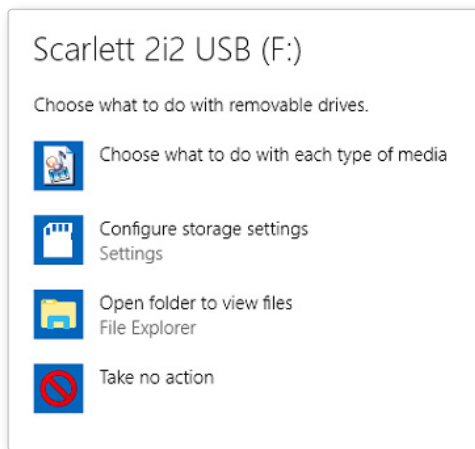 Scarlett 2i2 USB (F:)
Choose what to do with removable drives.
Choose what to do with each type of media
Configure storage settings
Settings
Open folder to view files
File Explorer
Take no action